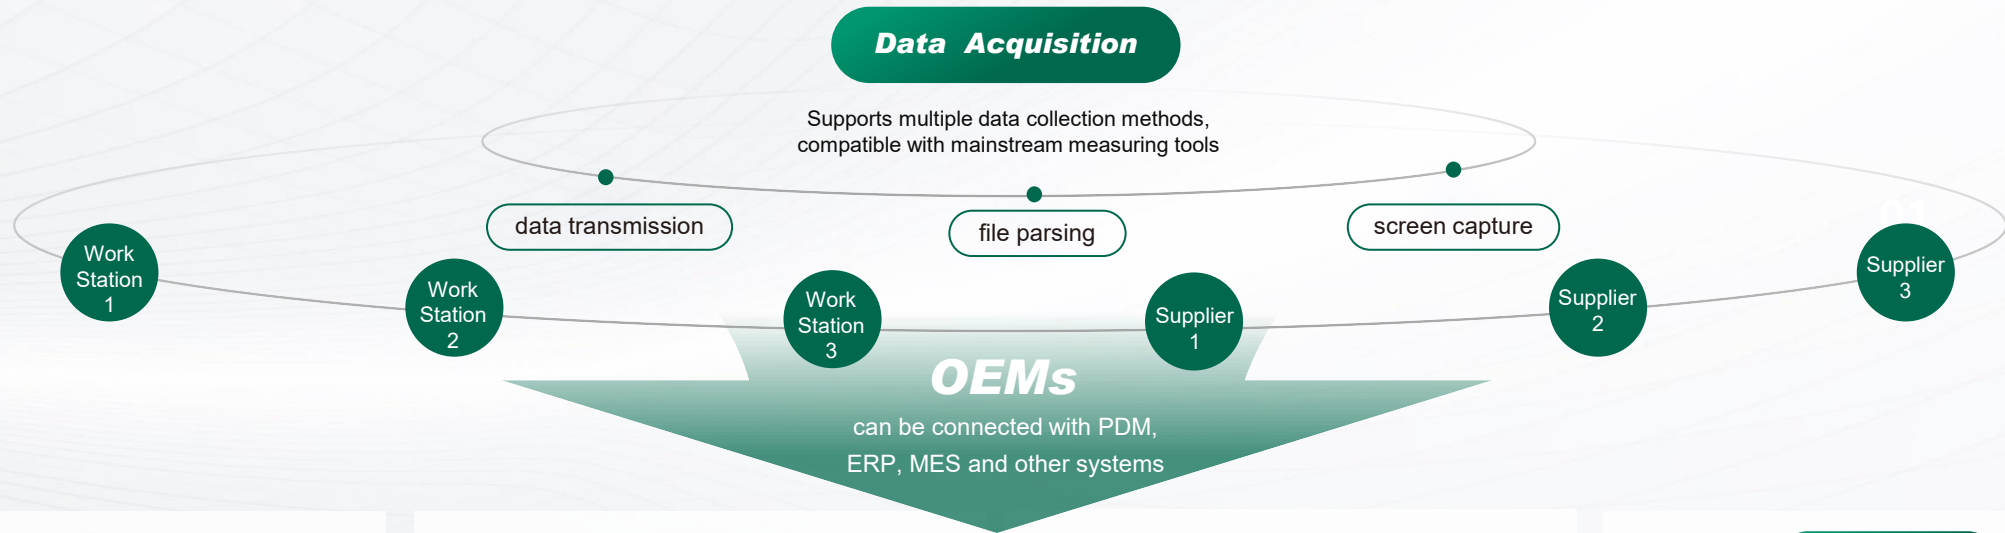 Data Acquisition
Supports multiple data collection methods,
compatible with mainstream measuring tools
data transmission
file parsing
screen capture
01
Work
Station
1
Work
Station
2
Work
Station
3
Supplier
1
Supplier
2
Supplier
3
OEMs
can be connected with PDM,
ERP, MES and other systems